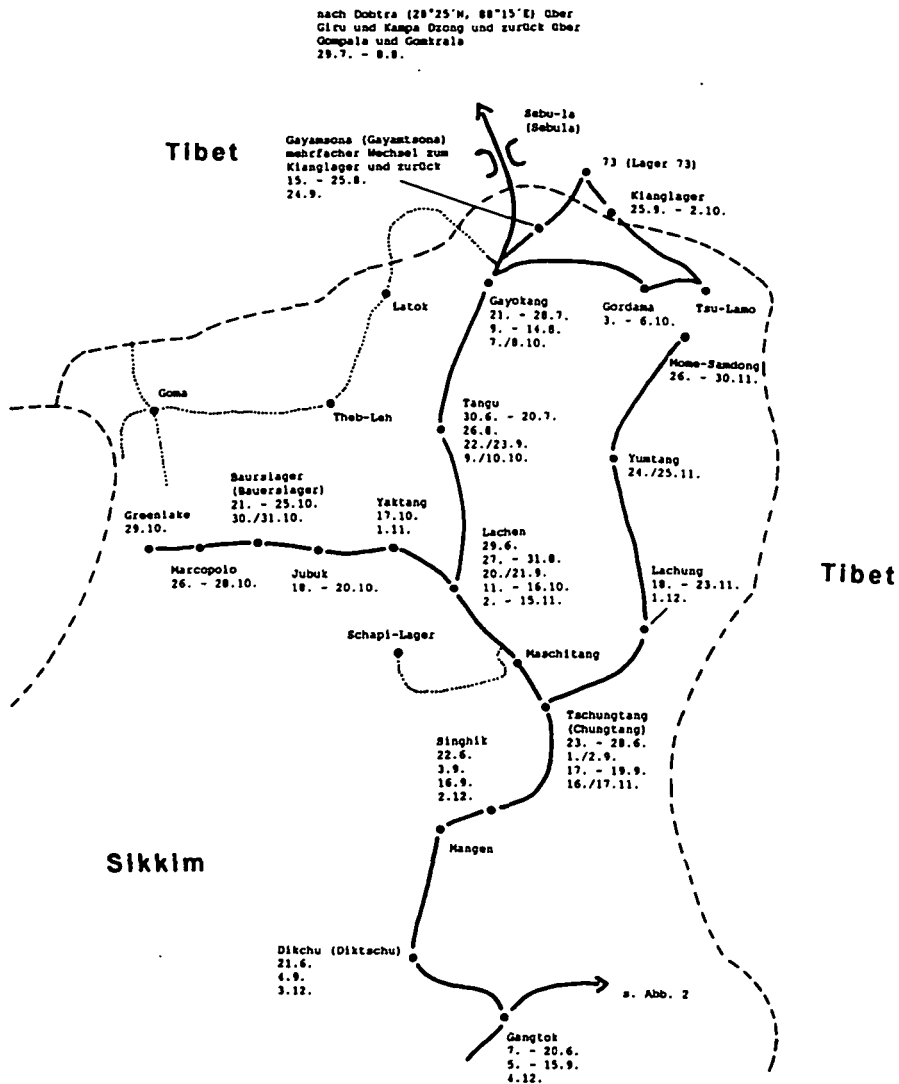 nach Dobtra (28°25'N, 88°15'E) über
Giru und Kampa Dzong und zurück über
Gompala und Gomkrala
29.7. - 8.8.
Sebu-la
(Sebula)
Tibet
Gayamsona (Gayamtsona)
mehrfacher Wechsel zum
Kianglager und zurück
15. - 25.8.
24.9.
73 (Lager 73)
Kianglager
25.9. - 2.10.
Latok
Gayokang
21. - 28.7.
9. - 14.8.
7./8.10.
Gordama
3. - 6.10.
Tsu-Lamo
Mome-Samdong
26. - 30.11.
Goma
Theb-Leh
Tangu
30.6. - 20.7.
26.8.
22./23.9.
9./10.10.
Yumtang
24./25.11.
Baurslager
(Bauerslager)
21. - 25.10.
30./31.10.
Greenlake
29.10.
Yaktang
17.10.
1.11.
Marcopolo
26. - 28.10.
Jubuk
18. - 20.10.
Lachen
29.6.
27. - 31.8.
20./21.9.
11. - 16.10.
2. - 15.11.
Lachung
18. - 23.11.
1.12.
Tibet
Schapi-Lager
Maschitang
Tschungtang
(Chungtang)
23. - 28.6.
1./2.9.
17. - 19.9.
16./17.11.
Singhik
22.6.
3.9.
16.9.
2.12.
Mangen
Sikkim
Dikchu (Diktschu)
21.6.
4.9.
3.12.
s. Abb. 2
Gangtok
7. - 20.6.
5. - 15.9.
4.12.